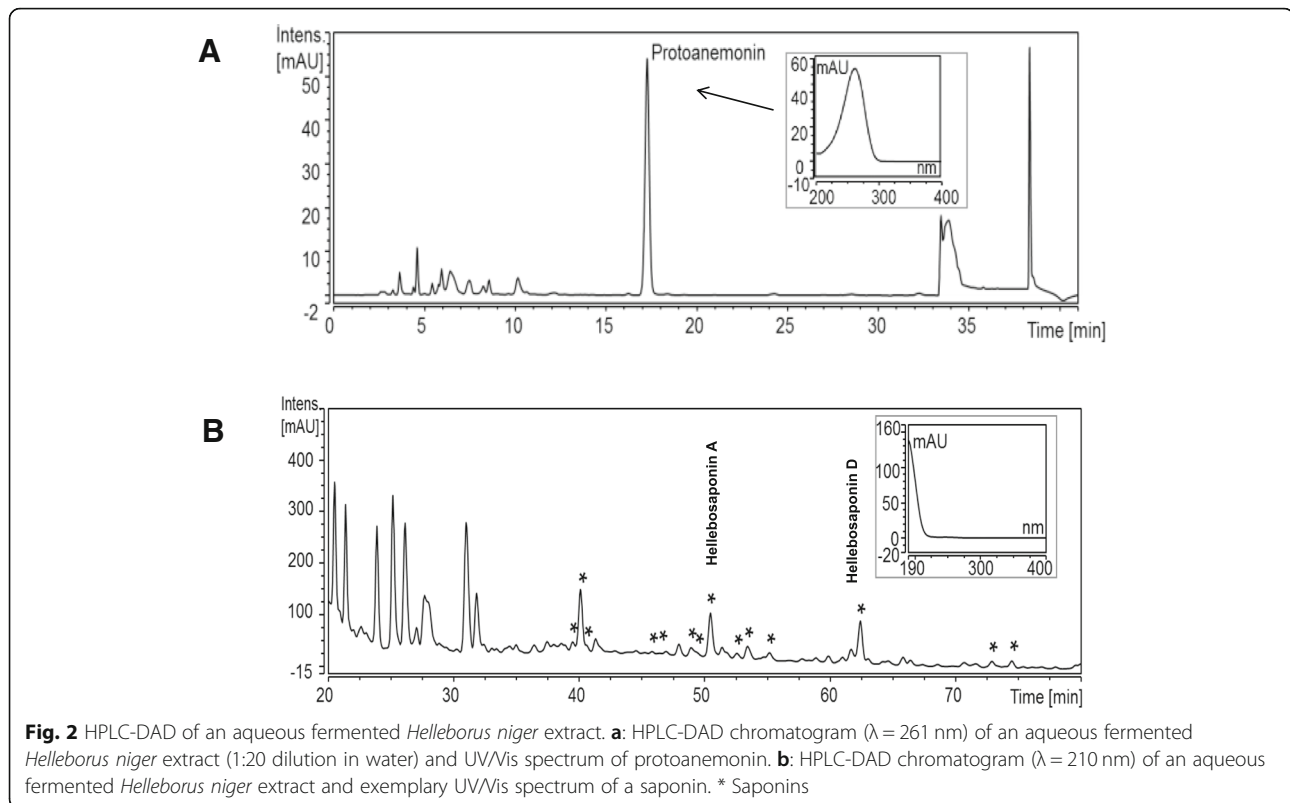 A
Intens.
[mAU]
50
40
30
20
10
-2
Protoanemonin
60
mAU
40
20
0
-10
nm
200 300 400
0 5 10 15 20 25 30 35
Time [min]
B
Intens.
[mAU]
400
300
200
100
-15
Hellebosaponin A
Hellebosaponin D
* * * * * * * * * * * * * *
160
mAU
100
50
0
-20
nm
190 300 400
20 30 40 50 60 70
Time [min]
Fig. 2 HPLC-DAD of an aqueous fermented Helleborus niger extract. a: HPLC-DAD chromatogram (λ = 261 nm) of an aqueous fermented
Helleborus niger extract (1:20 dilution in water) and UV/Vis spectrum of protoanemonin. b: HPLC-DAD chromatogram (λ = 210 nm) of an aqueous
fermented Helleborus niger extract and exemplary UV/Vis spectrum of a saponin. * Saponins